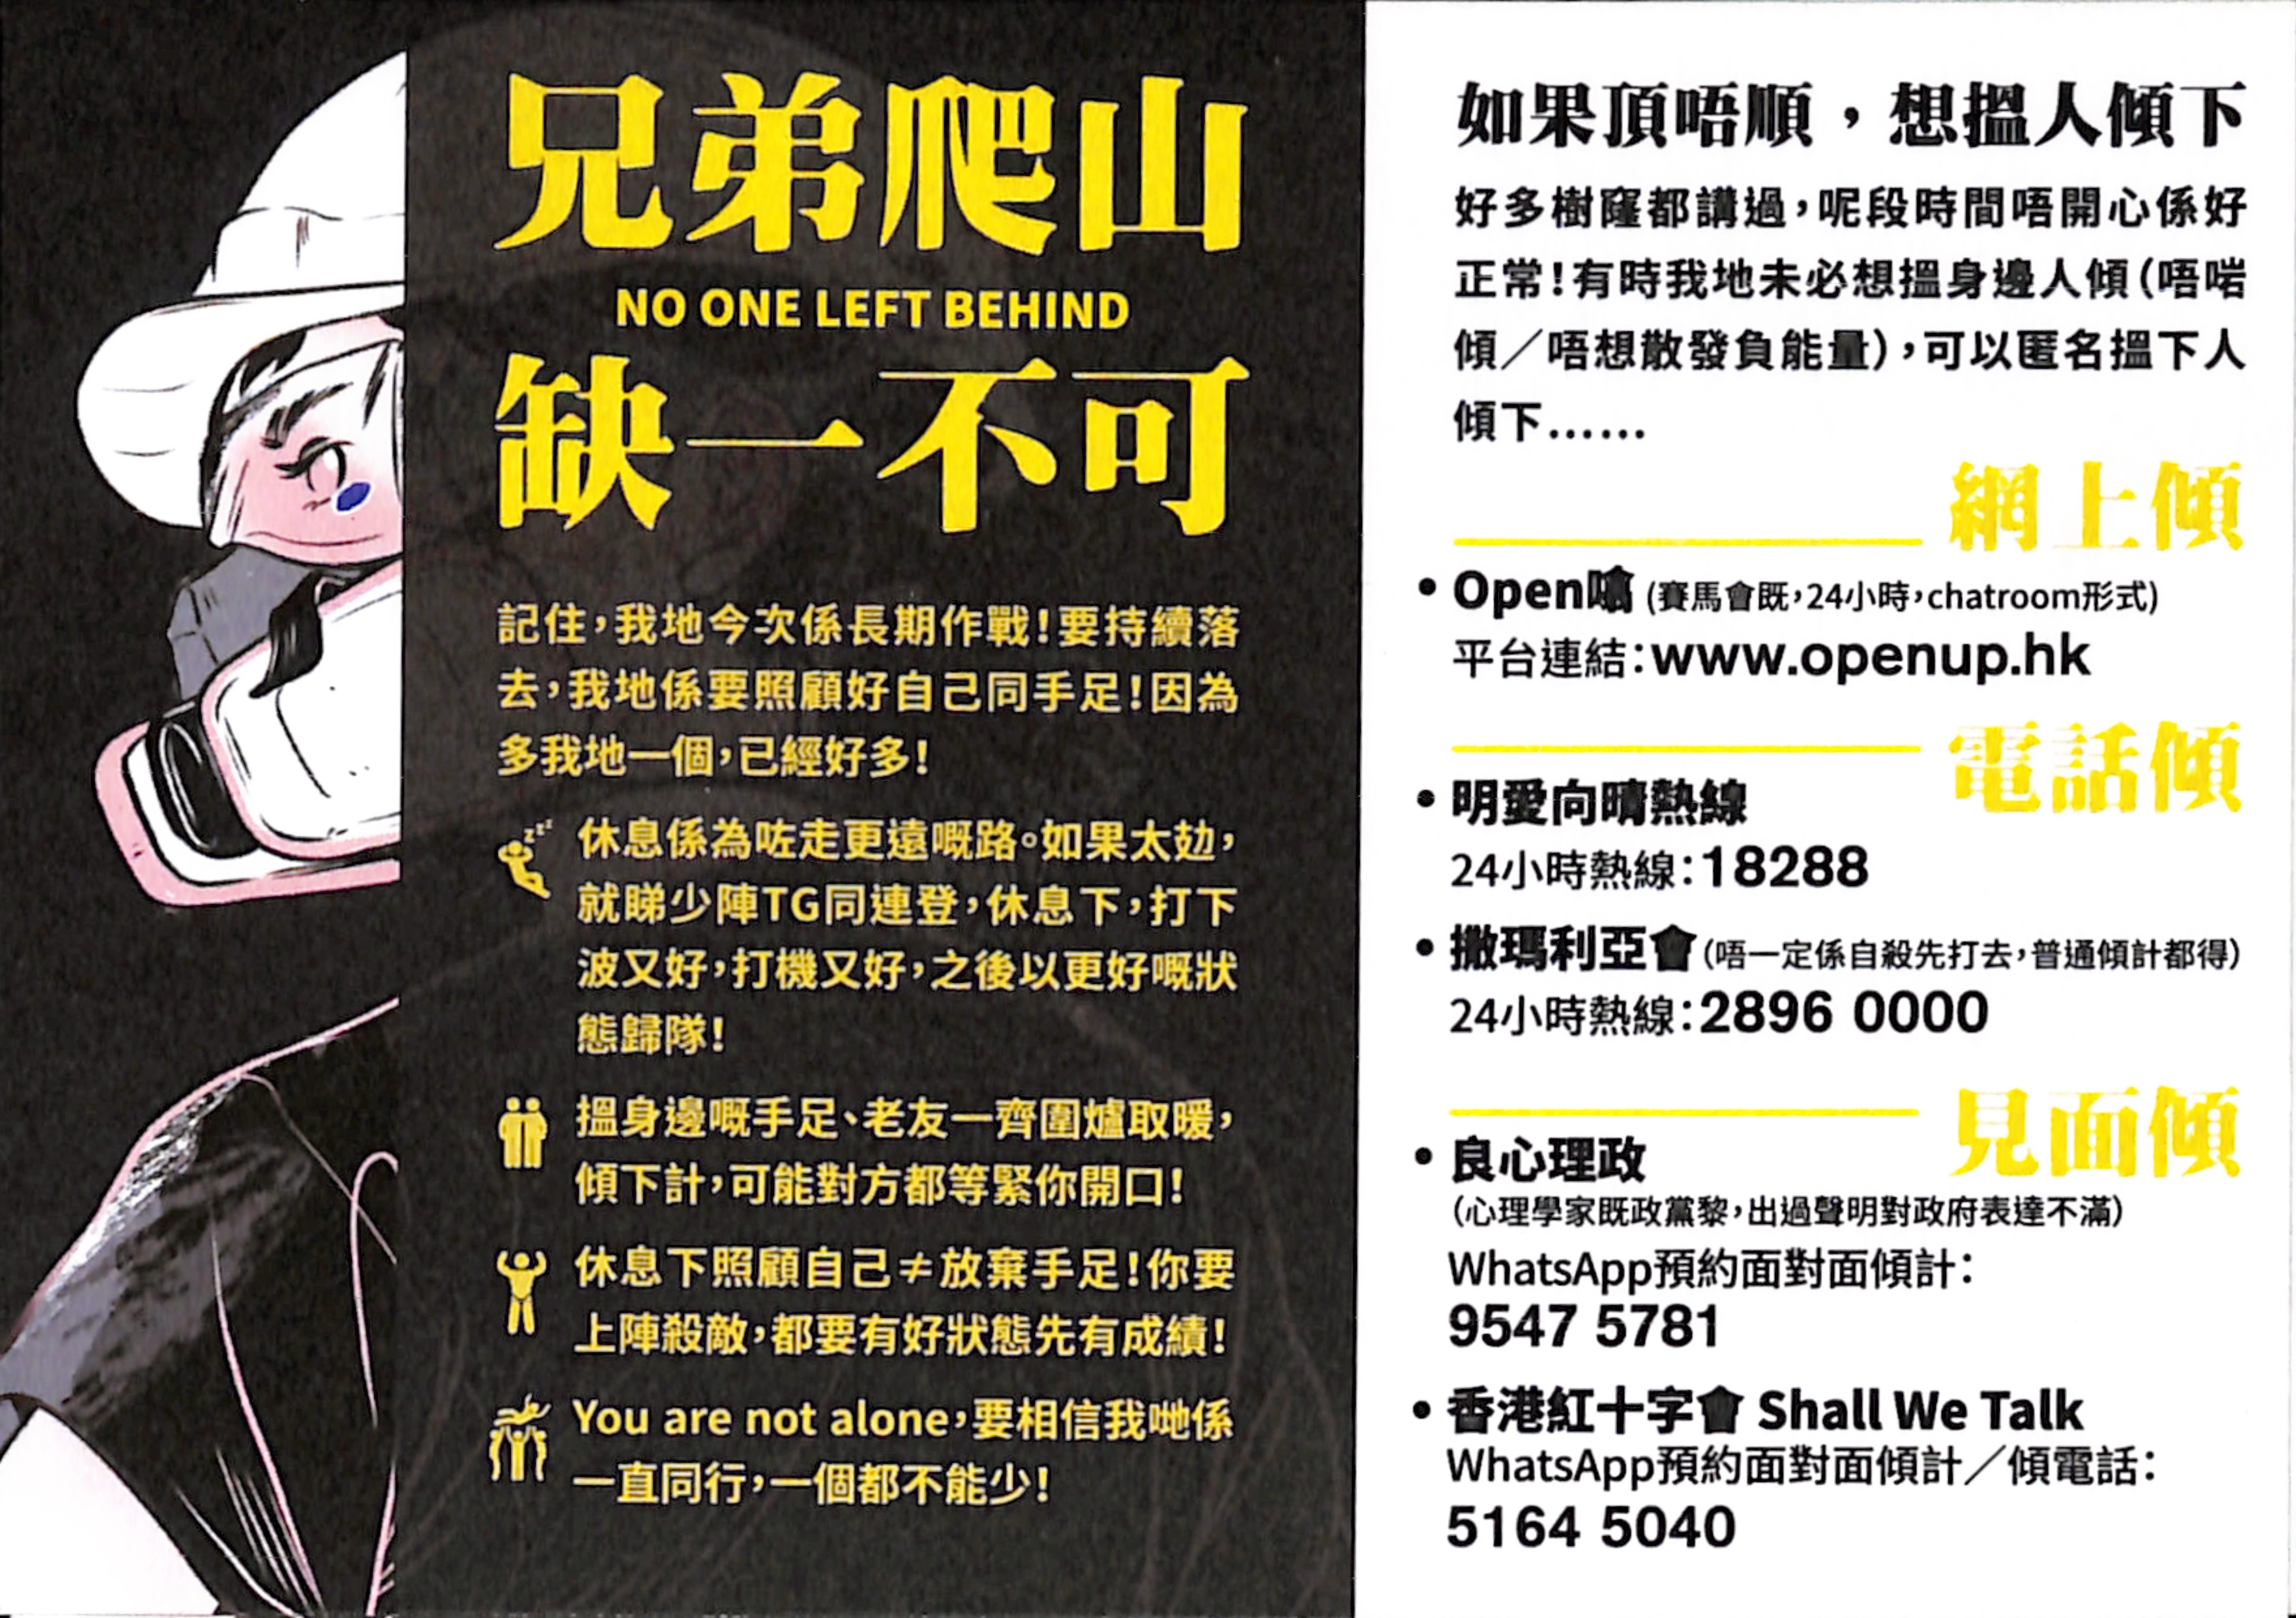 兄弟爬山
NO ONE LEFT BEHIND
缺一不可
記住，我地今次係長期作戰！要持續落
去，我地係要照顧好自己同手足！因為
多我地一個，已經好多！
zzz
休息係為咗走更遠嘅路。如果太攰，
就睇少陣TG同連登，休息下，打下
波又好，打機又好，之後以更好嘅狀
態歸隊！
搵身邊嘅手足、老友一齊圍爐取暖，
傾下計，可能對方都等緊你開口！
休息下照顧自己≠放棄手足！你要
上陣殺敵，都要有好狀態先有成績！
You are not alone，要相信我哋係
一直同行，一個都不能少！
如果頂唔順，想搵人傾下
好多樹窿都講過，呢段時間唔開心係好
正常！有時我地未必想搵身邊人傾（唔啱
傾／唔想散發負能量），可以匿名搵下人
傾下……
網上傾
• Open噏 (賽馬會既，24小時，chatroom形式)
平台連結：www.openup.hk
電話傾
• 明愛向晴熱線
24小時熱線：18288
• 撒瑪利亞會（唔一定係自殺先打去，普通傾計都得）
24小時熱線：2896 0000
見面傾
• 良心理政
（心理學家既政黨黎，出過聲明對政府表達不滿）
WhatsApp預約面對面傾計：
9547 5781
• 香港紅十字會 Shall We Talk
WhatsApp預約面對面傾計／傾電話：
5164 5040